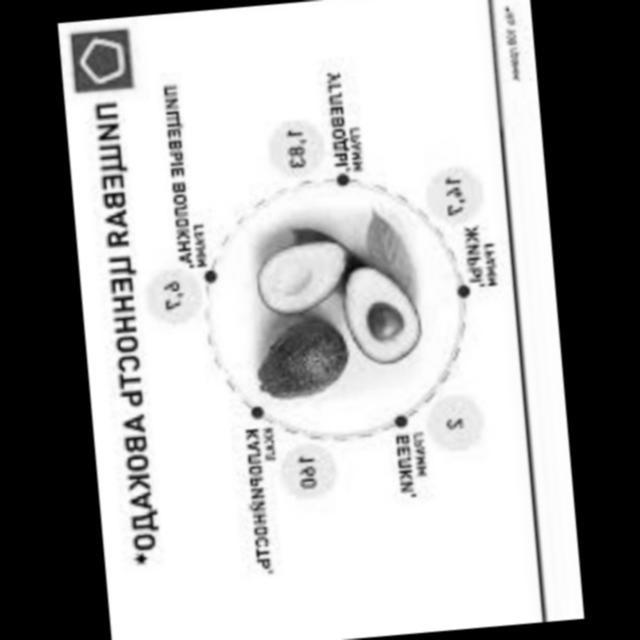 ПИЩЕВАЯ ЦЕННОСТЬ АВОКАДО*
КАЛОРИЙНОСТЬ,
ККАЛ
160
БЕЛКИ,
ГРАММ
2
ЖИРЫ,
ГРАММ
14,7
УГЛЕВОДЫ,
ГРАММ
1,83
ПИЩЕВЫЕ ВОЛОКНА,
ГРАММ
6,7
*НА 100 ГРАММ